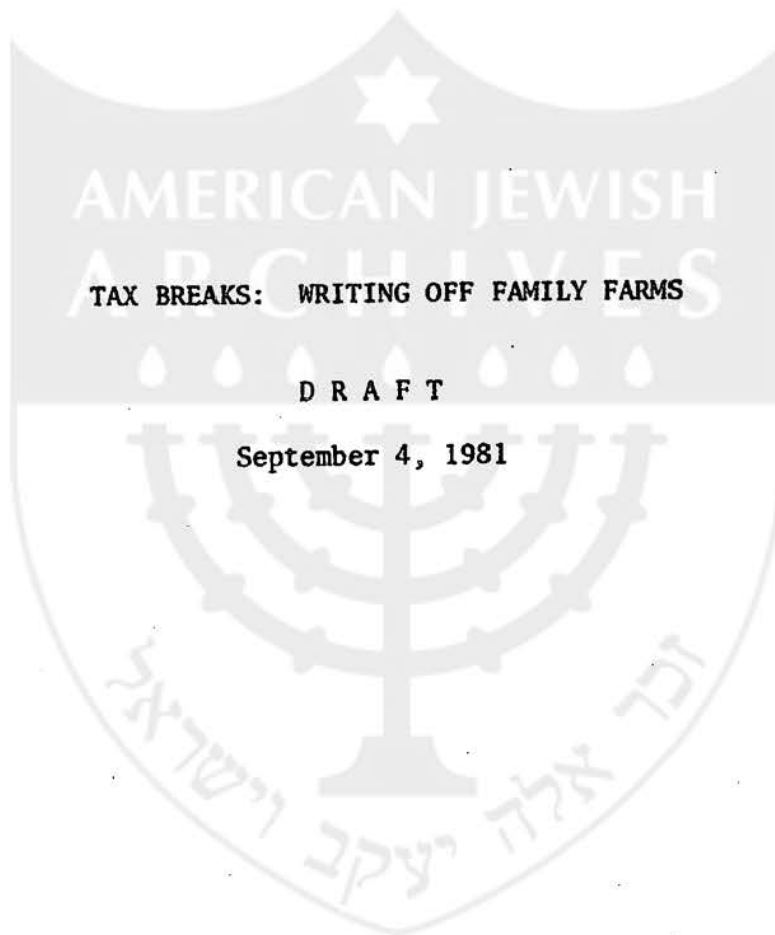 AMERICAN JEWISH
ARCHIVES
TAX BREAKS: WRITING OFF FAMILY FARMS
D R A F T
September 4, 1981
זכר אלה יעקב וישראל